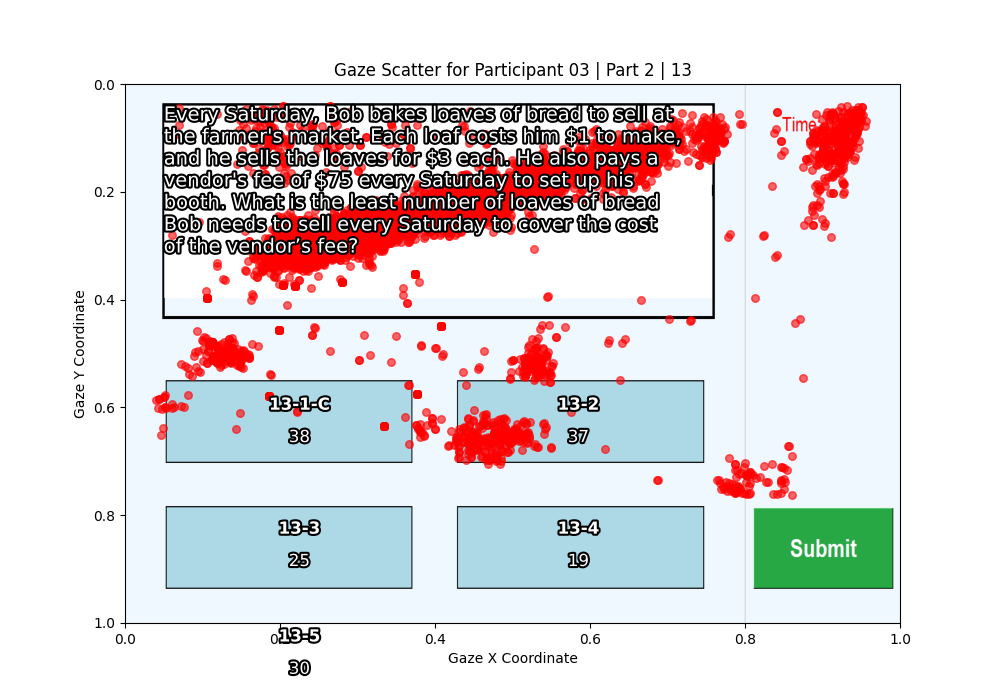 Gaze Scatter for Participant 03 | Part 2 | 13
Every Saturday, Bob bakes loaves of bread to sell at
the farmer's market. Each loaf costs him $1 to make,
and he sells the loaves for $3 each. He also pays a
vendor's fee of $75 every Saturday to set up his
booth. What is the least number of loaves of bread
Bob needs to sell every Saturday to cover the cost
of the vendor’s fee?
Time
13-1-C
38
13-2
37
13-3
25
13-4
19
Submit
13-5
30
0.0
0.2
0.4
0.6
0.8
1.0
Gaze Y Coordinate
0.0
0.2
0.4
0.6
0.8
1.0
Gaze X Coordinate